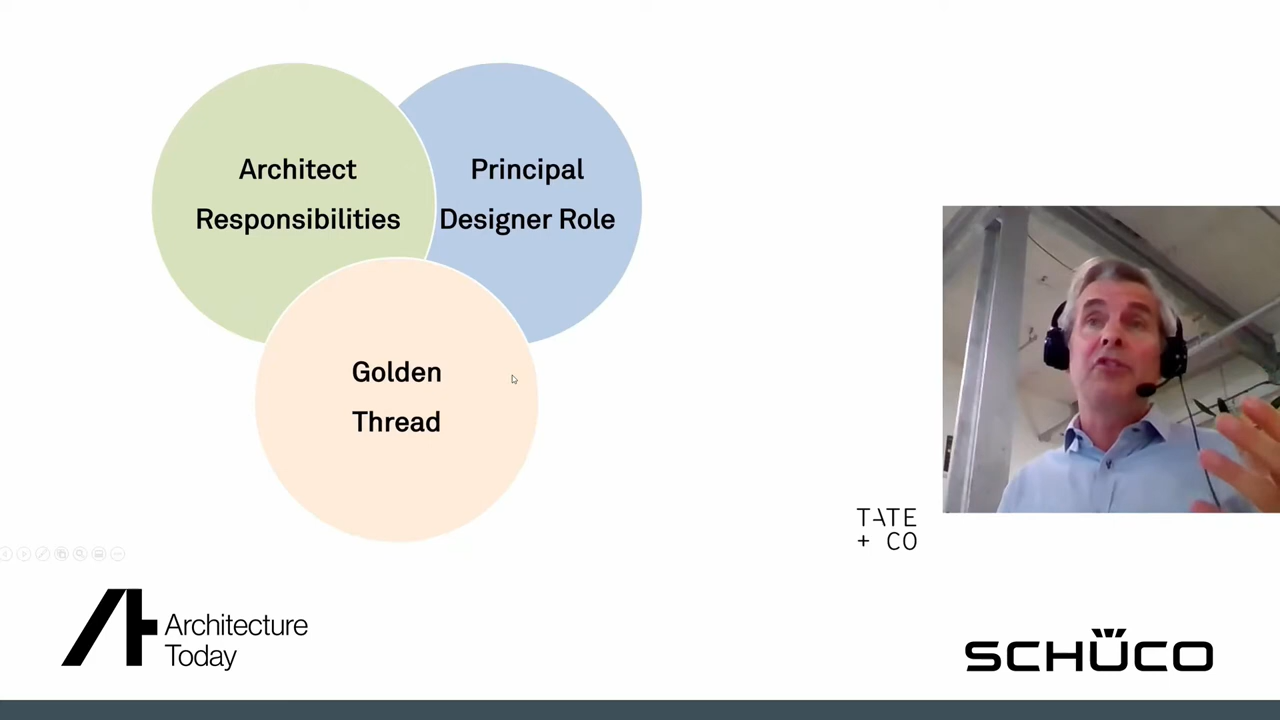 Architect
Responsibilities
Principal
Designer Role
Golden
Thread
TATE
+ CO
Architecture
Today
SCHÜCO